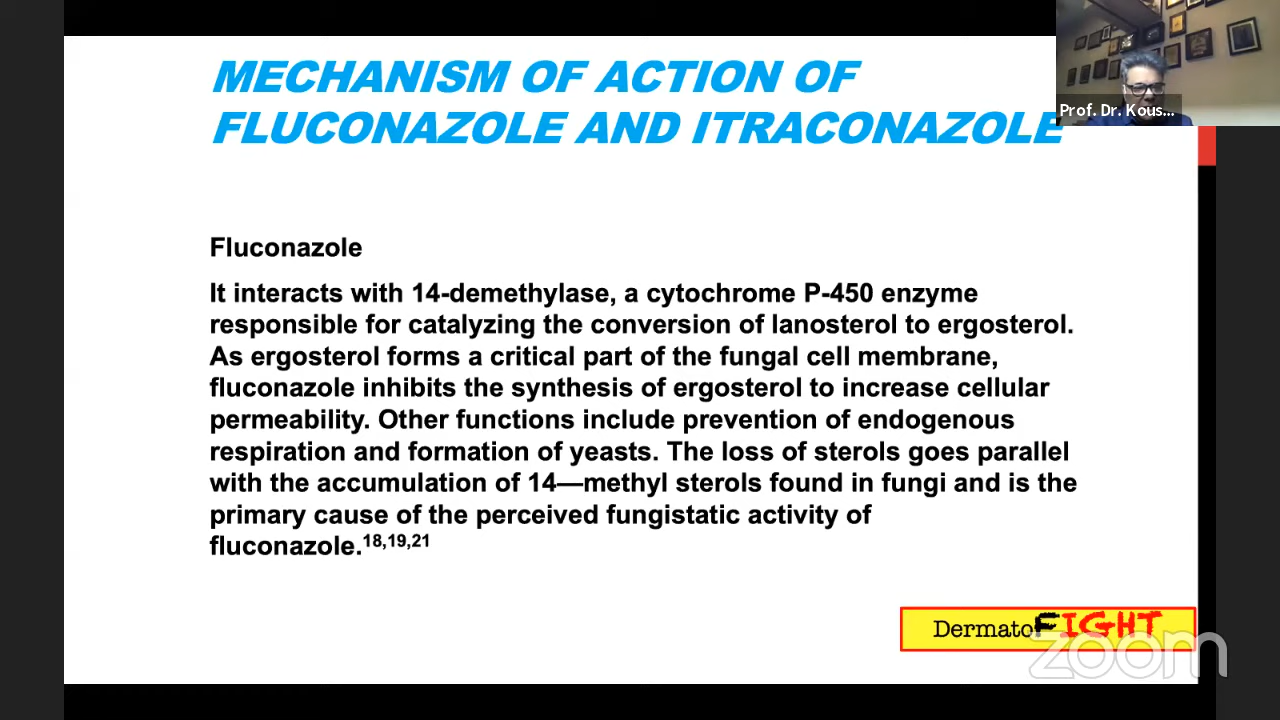 MECHANISM OF ACTION OF
FLUCONAZOLE AND ITRACONAZOLE
Prof. Dr. Kous...
Fluconazole
It interacts with 14-demethylase, a cytochrome P-450 enzyme
responsible for catalyzing the conversion of lanosterol to ergosterol.
As ergosterol forms a critical part of the fungal cell membrane,
fluconazole inhibits the synthesis of ergosterol to increase cellular
permeability. Other functions include prevention of endogenous
respiration and formation of yeasts. The loss of sterols goes parallel
with the accumulation of 14—methyl sterols found in fungi and is the
primary cause of the perceived fungistatic activity of
fluconazole.18,19,21
DermatoFIGHT
zoom